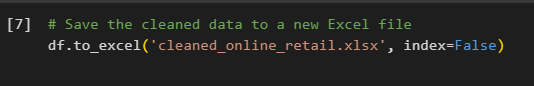 [7] # Save the cleaned data to a new Excel file
df.to_excel('cleaned_online_retail.xlsx', index=False)